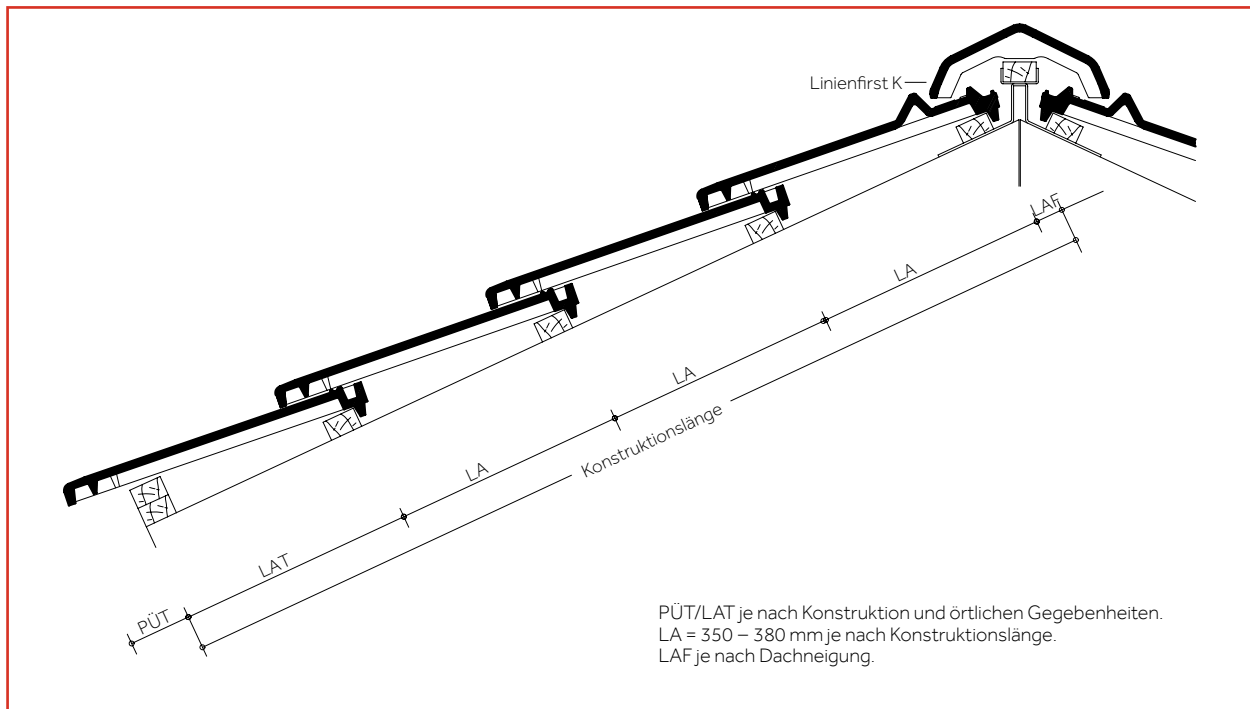 Linienfirst K
LAF
LA
LA
Konstruktionslänge
LA
LAT
PÜT
PÜT/LAT je nach Konstruktion und örtlichen Gegebenheiten.
LA = 350 – 380 mm je nach Konstruktionslänge.
LAF je nach Dachneigung.